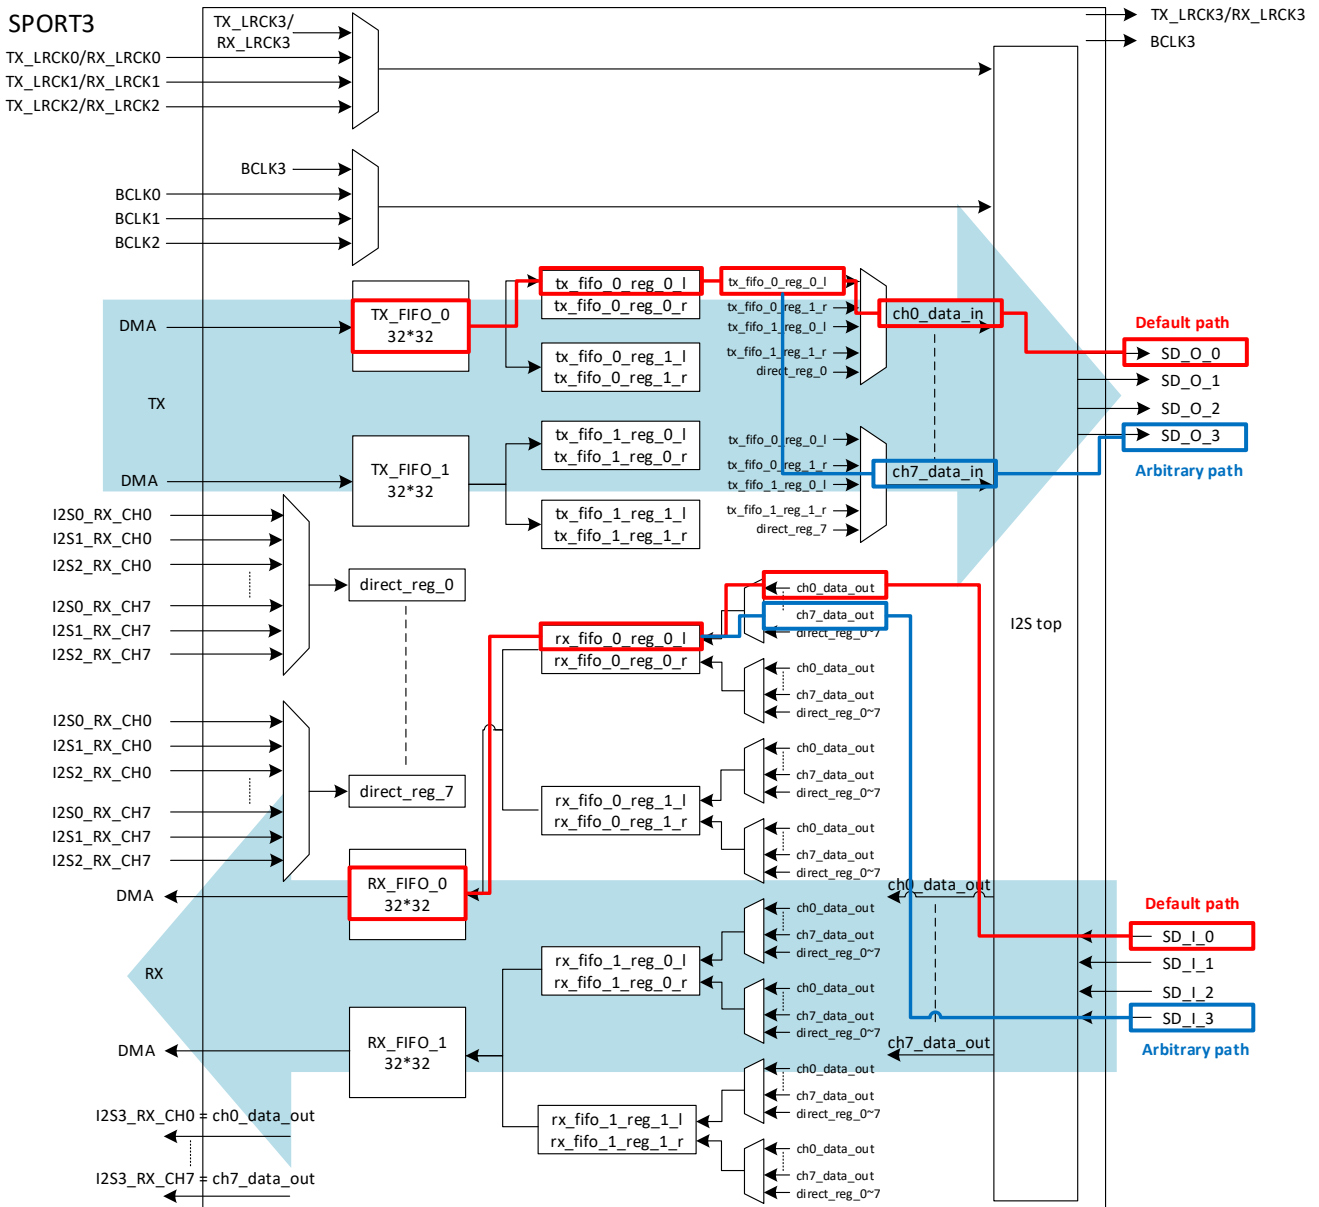 SPORT3
TX_LRCK3/
RX_LRCK3
TX_LRCK0/RX_LRCK0
TX_LRCK1/RX_LRCK1
TX_LRCK2/RX_LRCK2
TX_LRCK3/RX_LRCK3
BCLK3
BCLK3
BCLK0
BCLK1
BCLK2
DMA
TX_FIFO_0
32*32
tx_fifo_0_reg_0_l
tx_fifo_0_reg_0_r
tx_fifo_0_reg_1_l
tx_fifo_0_reg_1_r
tx_fifo_0_reg_0_l
tx_fifo_0_reg_1_r
tx_fifo_1_reg_0_l
tx_fifo_1_reg_1_r
direct_reg_0
ch0_data_in
Default path
SD_O_0
SD_O_1
SD_O_2
SD_O_3
Arbitrary path
TX
DMA
TX_FIFO_1
32*32
tx_fifo_1_reg_0_l
tx_fifo_1_reg_0_r
tx_fifo_1_reg_1_l
tx_fifo_1_reg_1_r
tx_fifo_0_reg_0_l
tx_fifo_0_reg_1_r
tx_fifo_1_reg_0_l
tx_fifo_1_reg_1_r
direct_reg_7
ch7_data_in
I2S0_RX_CH0
I2S1_RX_CH0
I2S2_RX_CH0
I2S0_RX_CH7
I2S1_RX_CH7
I2S2_RX_CH7
direct_reg_0
I2S0_RX_CH0
I2S1_RX_CH0
I2S2_RX_CH0
I2S0_RX_CH7
I2S1_RX_CH7
I2S2_RX_CH7
direct_reg_7
I2S top
rx_fifo_0_reg_0_l
rx_fifo_0_reg_0_r
ch0_data_out
ch7_data_out
direct_reg_0~7
ch0_data_out
ch7_data_out
direct_reg_0~7
rx_fifo_0_reg_1_l
rx_fifo_0_reg_1_r
ch0_data_out
ch7_data_out
direct_reg_0~7
ch0_data_out
ch7_data_out
direct_reg_0~7
DMA
RX_FIFO_0
32*32
ch0_data_out
RX
rx_fifo_1_reg_0_l
rx_fifo_1_reg_0_r
ch0_data_out
ch7_data_out
direct_reg_0~7
ch0_data_out
ch7_data_out
direct_reg_0~7
Default path
SD_I_0
SD_I_1
SD_I_2
SD_I_3
Arbitrary path
DMA
RX_FIFO_1
32*32
ch7_data_out
rx_fifo_1_reg_1_l
rx_fifo_1_reg_1_r
ch0_data_out
ch7_data_out
direct_reg_0~7
ch0_data_out
ch7_data_out
direct_reg_0~7
I2S3_RX_CH0 = ch0_data_out
I2S3_RX_CH7 = ch7_data_out